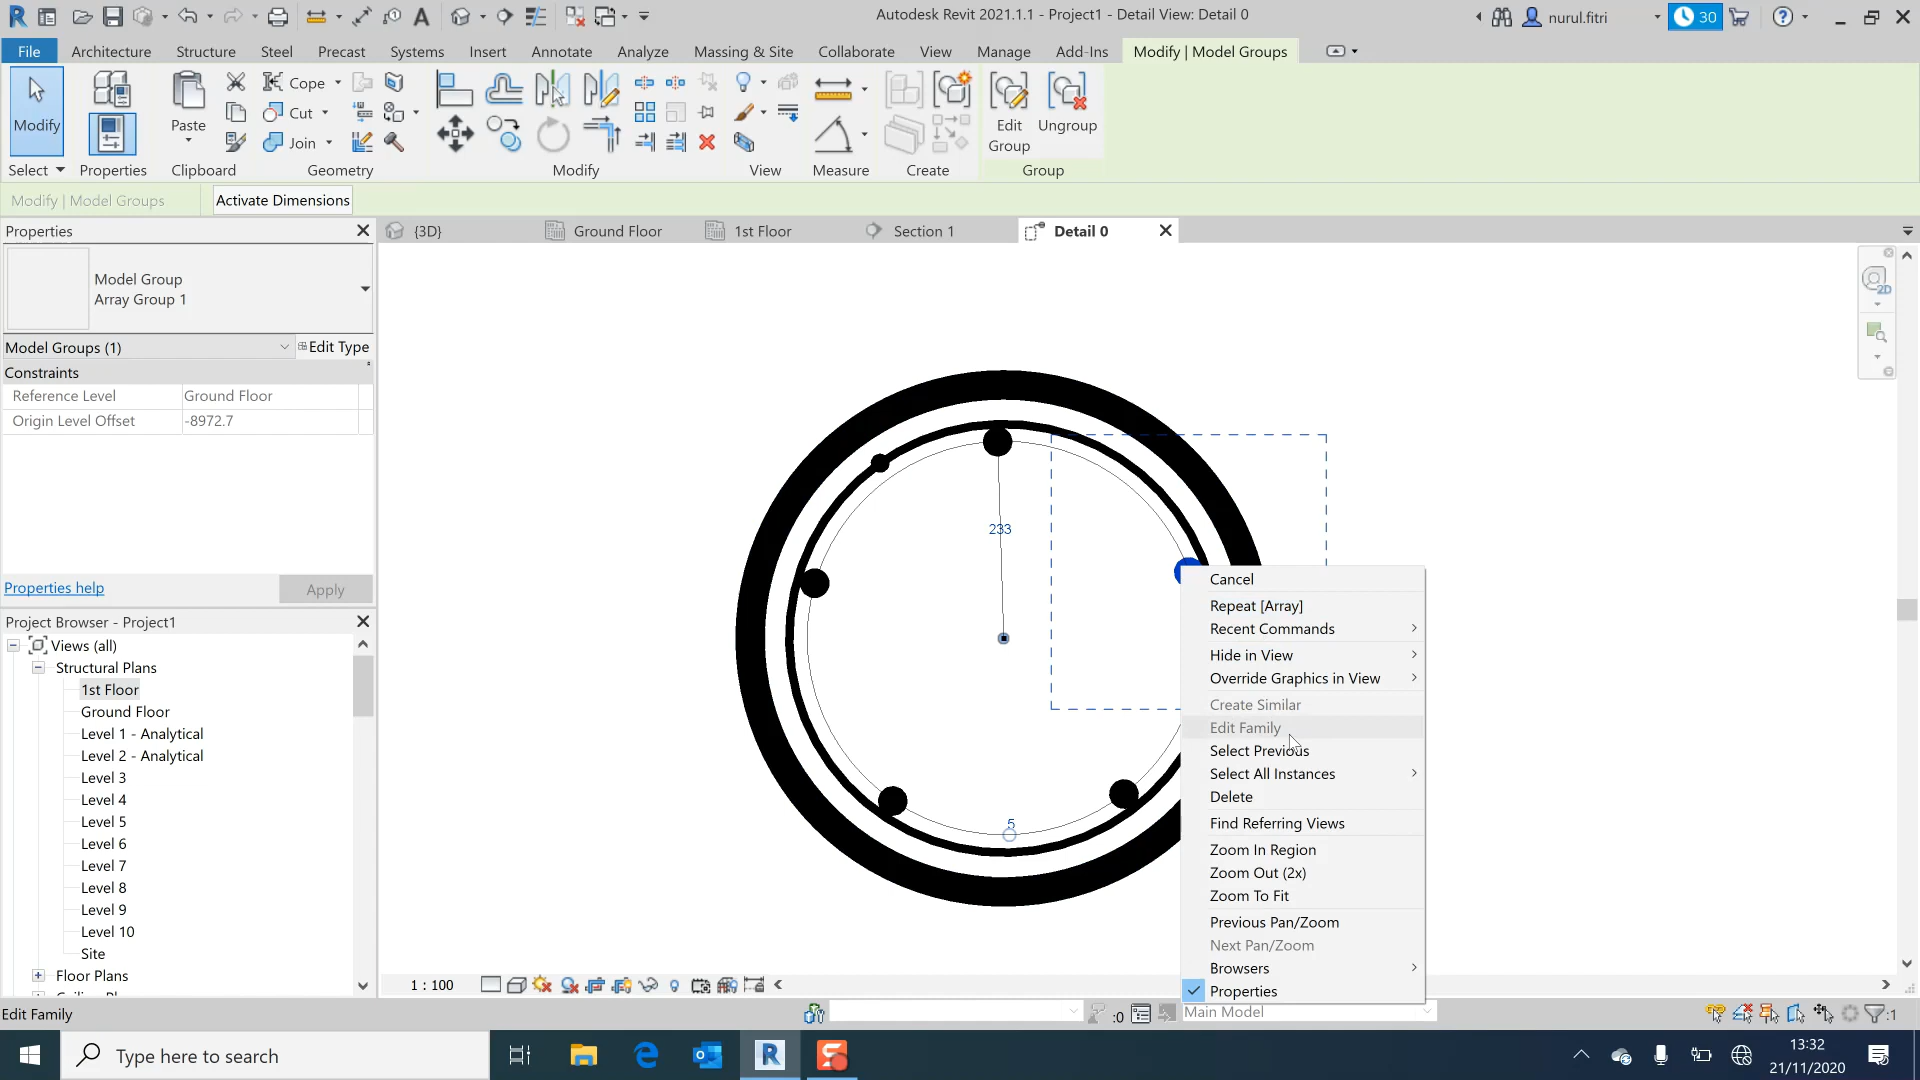 Autodesk Revit 2021.1.1 - Project1 - Detail View: Detail 0
nurul.fitri
30
File
Architecture
Structure
Steel
Precast
Systems
Insert
Annotate
Analyze
Massing & Site
Collaborate
View
Manage
Add-Ins
Modify | Model Groups
Modify
Paste
Cope
Cut
Join
Edit
Group
Ungroup
Select
Properties
Clipboard
Geometry
Modify
View
Measure
Create
Group
Modify | Model Groups
Activate Dimensions
Properties
{3D}
Ground Floor
1st Floor
Section 1
Detail 0
Model Group
Array Group 1
Model Groups (1)
Edit Type
Constraints
Reference Level
Ground Floor
Origin Level Offset
-8972.7
Properties help
Apply
Project Browser - Project1
Views (all)
Structural Plans
1st Floor
Ground Floor
Level 1 - Analytical
Level 2 - Analytical
Level 3
Level 4
Level 5
Level 6
Level 7
Level 8
Level 9
Level 10
Site
Floor Plans
233
5
2D
Cancel
Repeat [Array]
Recent Commands
Hide in View
Override Graphics in View
Create Similar
Edit Family
Select Previous
Select All Instances
Delete
Find Referring Views
Zoom In Region
Zoom Out (2x)
Zoom To Fit
Previous Pan/Zoom
Next Pan/Zoom
Browsers
Properties
1 : 100
Edit Family
:0
Main Model
:1
Type here to search
13:32
21/11/2020